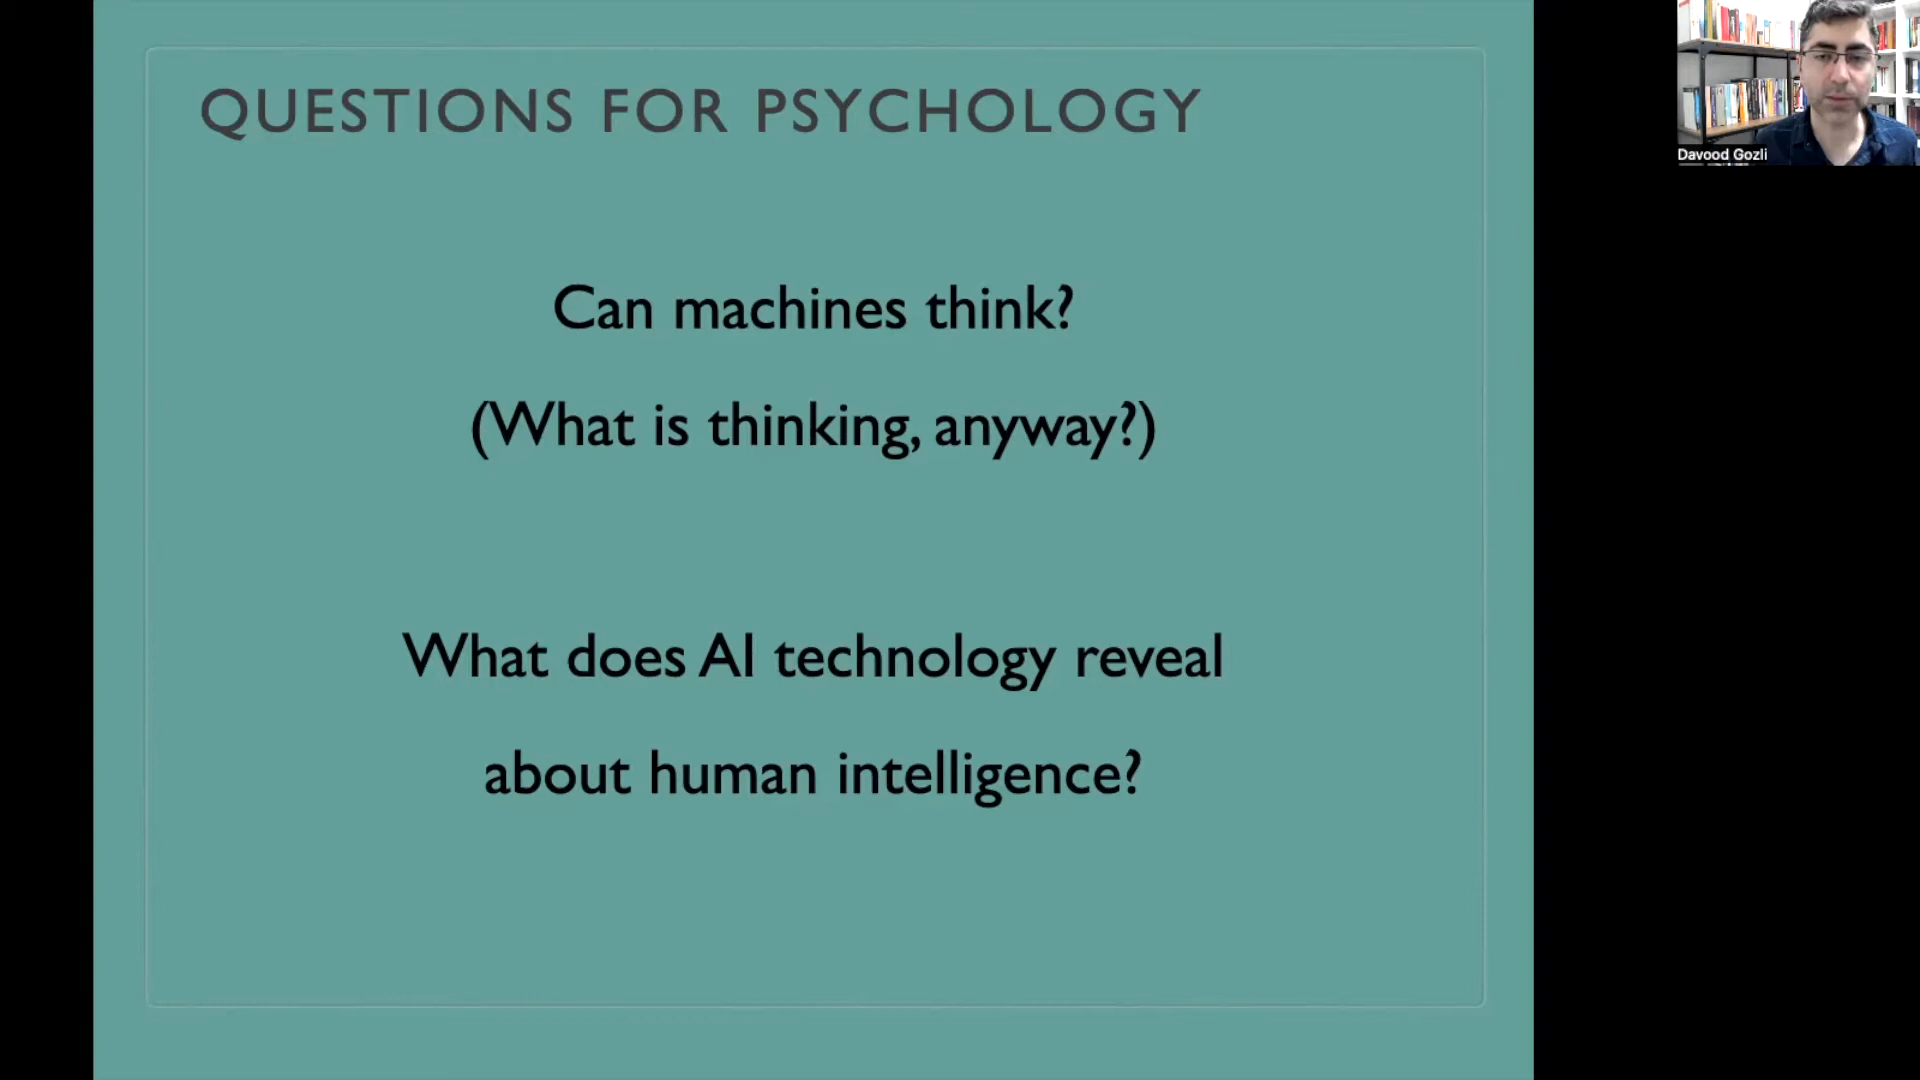 QUESTIONS FOR PSYCHOLOGY
Can machines think?
(What is thinking, anyway?)
What does AI technology reveal
about human intelligence?
Davood Gozli